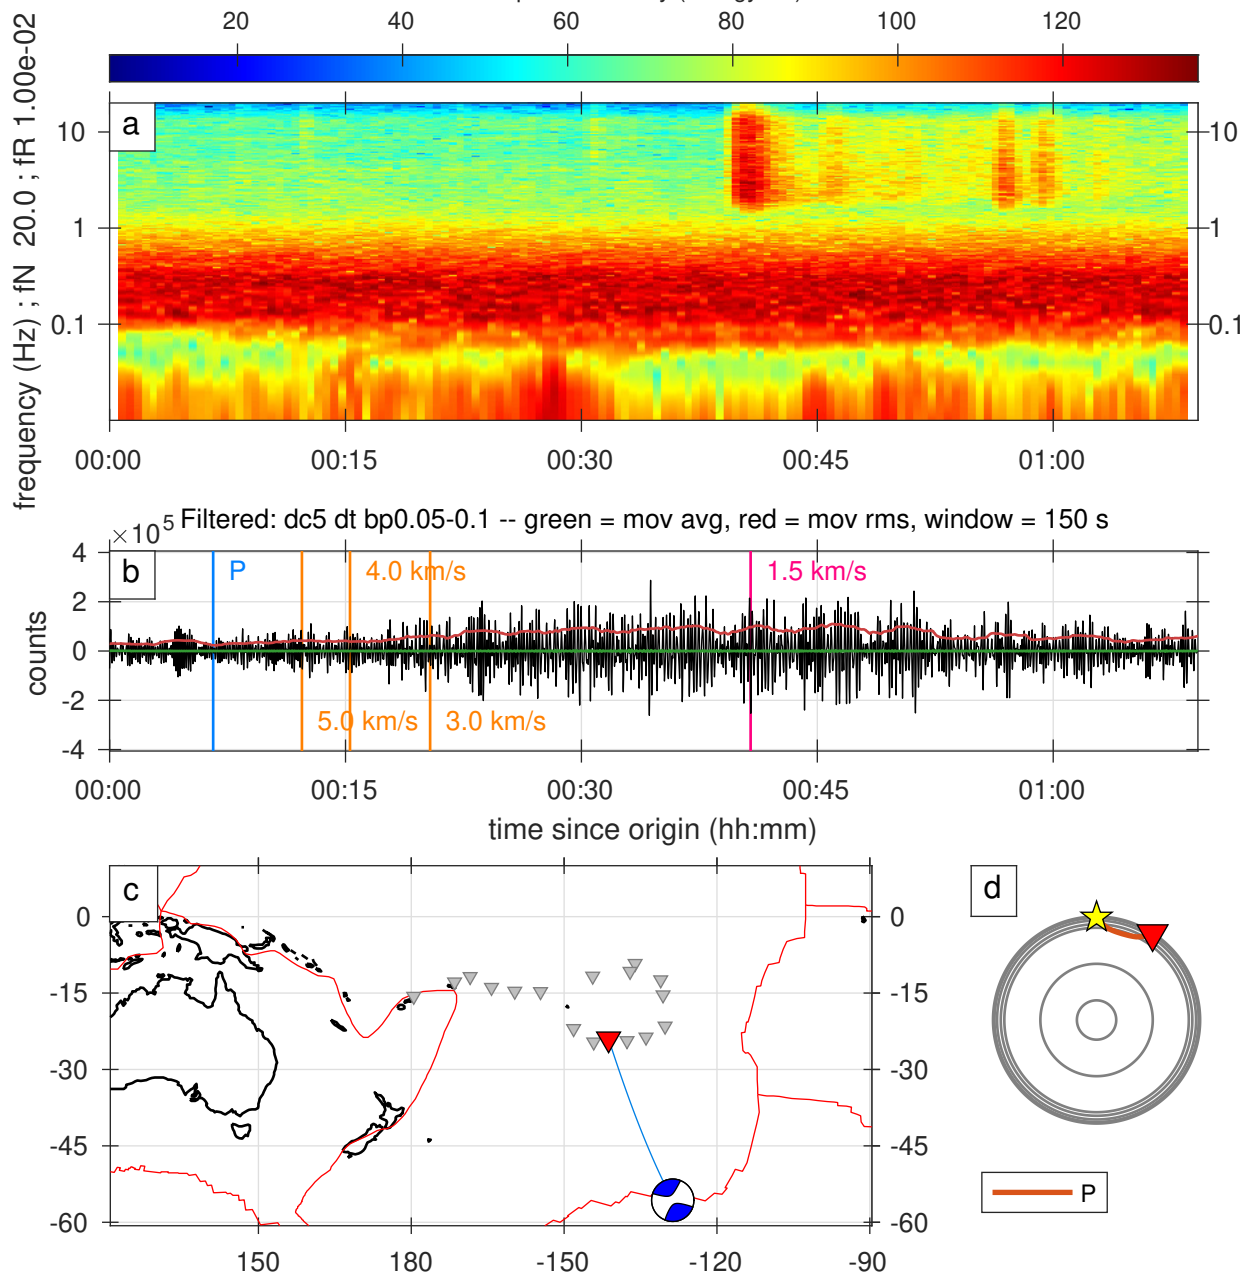 20 40 60 80 100 120
frequency (Hz) ; fN 20.0 ; fR 1.00e-02
a
10 10
1 1
0.1 0.1
00:00 00:15 00:30 00:45 01:00
×10^5 Filtered: dc5 dt bp0.05-0.1 -- green = mov avg, red = mov rms, window = 150 s
b
counts
4
2
0
-2
-4
P 4.0 km/s 1.5 km/s
5.0 km/s 3.0 km/s
00:00 00:15 00:30 00:45 01:00
time since origin (hh:mm)
c
0 0
-15 -15
-30 -30
-45 -45
-60 -60
150 180 -150 -120 -90
d
P